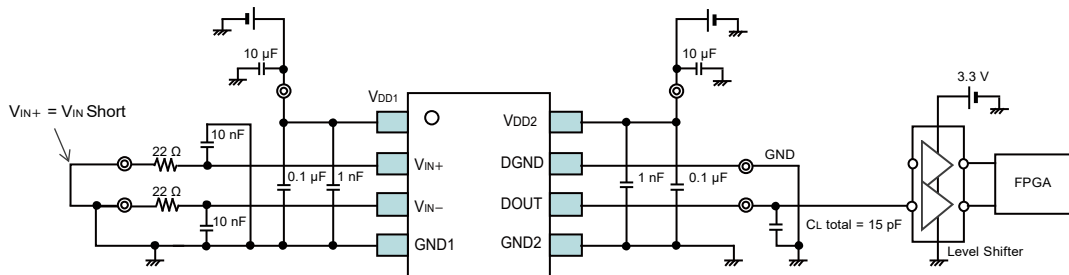 10 µF
10 µF
3.3 V
VIN+ = VIN Short
VDD1
VDD2
10 nF
22 Ω
VIN+
DGND
GND
0.1 µF
1 nF
1 nF
0.1 µF
FPGA
22 Ω
VIN−
DOUT
10 nF
CL total = 15 pF
GND1
GND2
Level Shifter